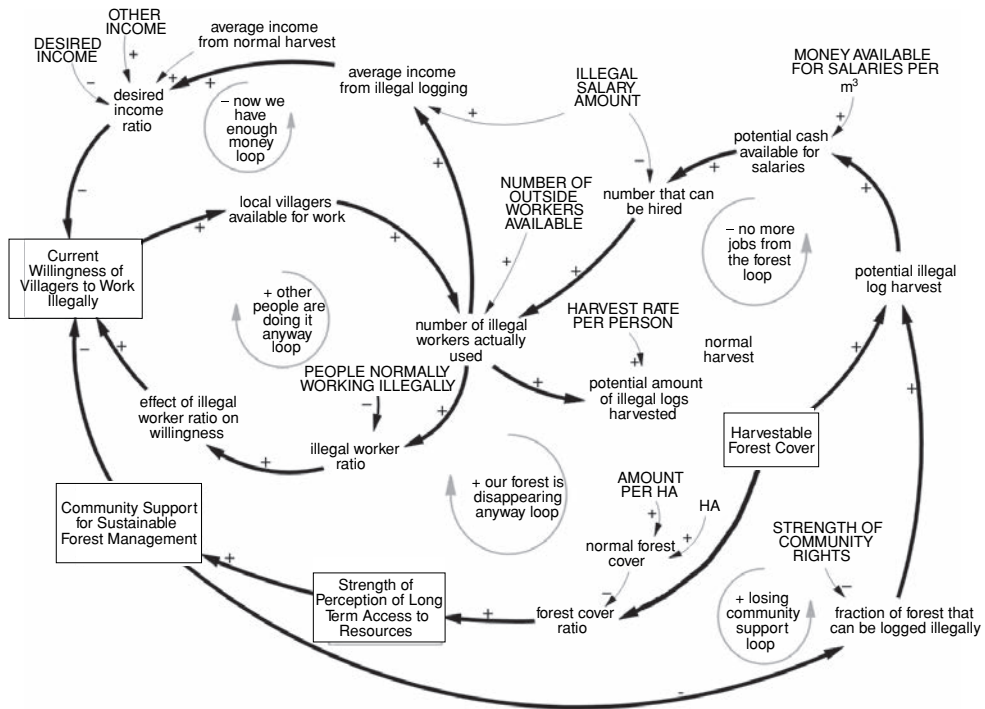 OTHER
INCOME
DESIRED
INCOME
average income
from normal harvest
desired
income
ratio
– now we
have
enough
money
loop
average income
from illegal logging
ILLEGAL
SALARY
AMOUNT
MONEY AVAILABLE
FOR SALARIES PER
m³
potential cash
available for
salaries
number that can
be hired
NUMBER OF
OUTSIDE
WORKERS
AVAILABLE
local villagers
available for work
– no more
jobs from
the forest
loop
potential illegal
log harvest
Current
Willingness of
Villagers to Work
Illegally
+ other
people are
doing it
anyway
loop
number of illegal
workers actually
used
HARVEST RATE
PER PERSON
normal
harvest
PEOPLE NORMALLY
WORKING ILLEGALLY
potential amount
of illegal logs
harvested
effect of illegal
worker ratio on
willingness
illegal worker
ratio
Harvestable
Forest Cover
+ our forest is
disappearing
anyway loop
AMOUNT
PER HA
HA
normal forest
cover
Community Support
for Sustainable
Forest Management
STRENGTH OF
COMMUNITY
RIGHTS
Strength of
Perception of Long
Term Access to
Resources
forest cover
ratio
+ losing
community
support
loop
fraction of forest that
can be logged illegally